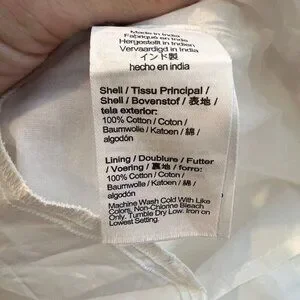 Made in India
Fabriqué en Inde
Hergestellt in Indien
Vervaardigd in India
インド製
hecho en india
Shell / Tissu Principal /
Shell / Bovenstof / 表地 /
tela exterior:
100% Cotton / Coton /
Baumwolle / Katoen / 綿 /
algodón
Lining / Doublure / Futter
/ Voering / 裏地 / forro:
100% Cotton / Coton /
Baumwolle / Katoen / 綿 /
algodón
Machine Wash Cold With Like
Colors, Non-Chlorine Bleach
Only, Tumble Dry Low. Iron on
Lowest Setting.